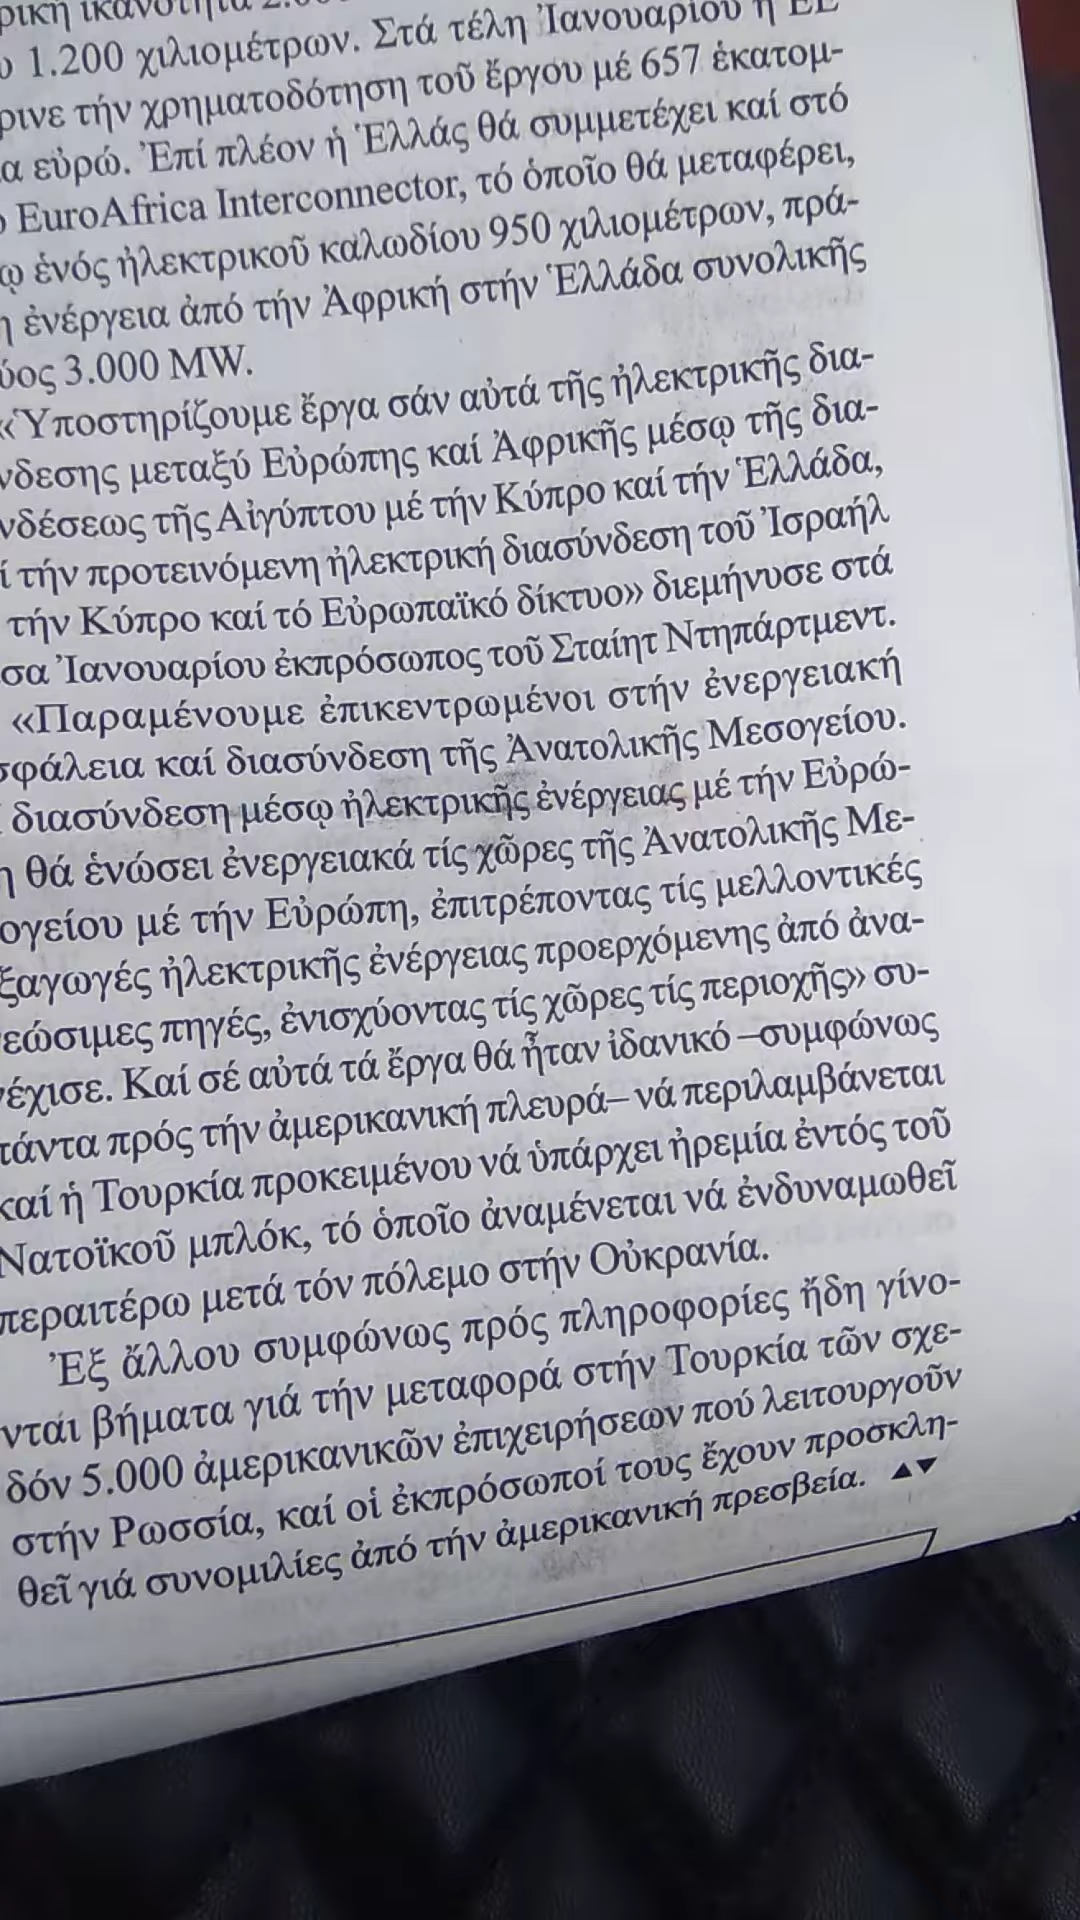 1.200 χιλιομέτρων. Στά τέλη Ἰανουαρίου ἡ ΕΕ
τήν χρηματοδότηση τοῦ ἔργου μέ 657 ἑκατομ-
εὐρώ. Ἐπί πλέον ἡ Ἑλλάς θά συμμετέχει καί στό
EuroAfrica Interconnector, τό ὁποῖο θά μεταφέρει,
ἑνός ἠλεκτρικοῦ καλωδίου 950 χιλιομέτρων, πρά-
ἐνέργεια ἀπό τήν Ἀφρική στήν Ἑλλάδα συνολικῆς
3.000 MW.
«Ὑποστηρίζουμε ἔργα σάν αὐτά τῆς ἠλεκτρικῆς δια-
νδεσης μεταξύ Εὐρώπης καί Ἀφρικῆς μέσῳ τῆς δια-
νδέσεως τῆς Αἰγύπτου μέ τήν Κύπρο καί τήν Ἑλλάδα,
τήν προτεινόμενη ἠλεκτρική διασύνδεση τοῦ Ἰσραήλ
τήν Κύπρο καί τό Εὐρωπαϊκό δίκτυο» διεμήνυσε στά
σα Ἰανουαρίου ἐκπρόσωπος τοῦ Σταίητ Ντηπάρτμεντ.
«Παραμένουμε ἐπικεντρωμένοι στήν ἐνεργειακή
σφάλεια καί διασύνδεση τῆς Ἀνατολικῆς Μεσογείου.
διασύνδεση μέσῳ ἠλεκτρικῆς ἐνέργειας μέ τήν Εὐρώ-
η θά ἑνώσει ἐνεργειακά τίς χῶρες τῆς Ἀνατολικῆς Με-
ογείου μέ τήν Εὐρώπη, ἐπιτρέποντας τίς μελλοντικές
ξαγωγές ἠλεκτρικῆς ἐνέργειας προερχόμενης ἀπό ἀνα-
εώσιμες πηγές, ἐνισχύοντας τίς χῶρες τίς περιοχῆς» συ-
νέχισε. Καί σέ αὐτά τά ἔργα θά ἦταν ἰδανικό –συμφώνως
τάντα πρός τήν ἀμερικανική πλευρά– νά περιλαμβάνεται
καί ἡ Τουρκία προκειμένου νά ὑπάρχει ἠρεμία ἐντός τοῦ
Νατοϊκοῦ μπλόκ, τό ὁποῖο ἀναμένεται νά ἐνδυναμωθεῖ
περαιτέρω μετά τόν πόλεμο στήν Οὐκρανία.
Ἐξ ἄλλου συμφώνως πρός πληροφορίες ἤδη γίνο-
νται βήματα γιά τήν μεταφορά στήν Τουρκία τῶν σχε-
δόν 5.000 ἀμερικανικῶν ἐπιχειρήσεων πού λειτουργοῦν
στήν Ρωσσία, καί οἱ ἐκπρόσωποί τους ἔχουν προσκλη-
θεῖ γιά συνομιλίες ἀπό τήν ἀμερικανική πρεσβεία. ▲▼